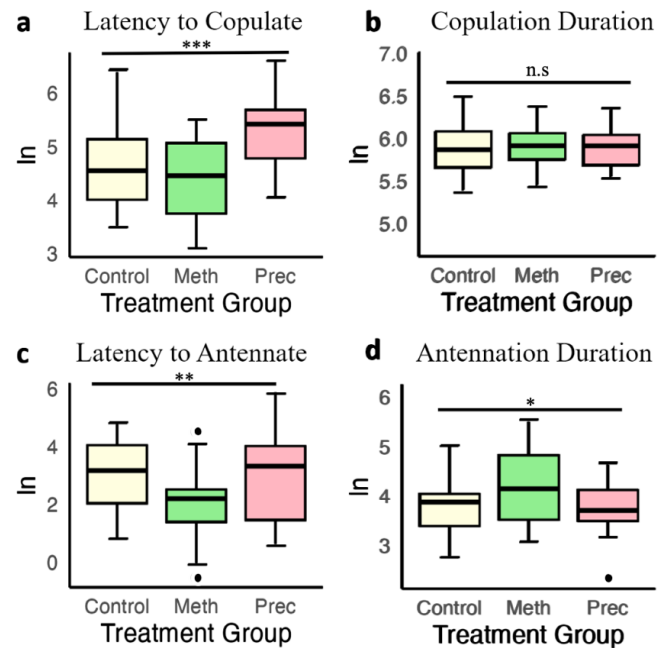 a Latency to Copulate
***
6
5
4
3
ln
Control Meth Prec
Treatment Group
b Copulation Duration
n.s
7.0
6.5
6.0
5.5
5.0
ln
Control Meth Prec
Treatment Group
c Latency to Antennate
**
6
4
2
0
ln
Control Meth Prec
Treatment Group
d Antennation Duration
*
6
5
4
3
ln
Control Meth Prec
Treatment Group